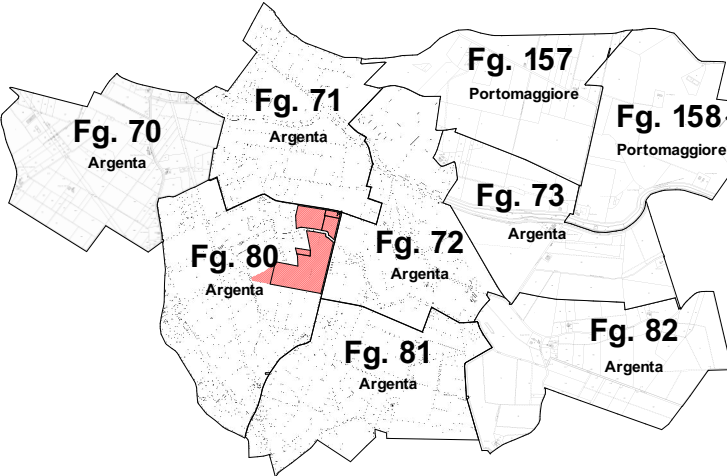 Fg. 157
Portomaggiore
Fg. 71
Argenta
Fg. 158
Portomaggiore
Fg. 70
Argenta
Fg. 73
Argenta
Fg. 72
Argenta
Fg. 80
Argenta
Fg. 82
Argenta
Fg. 81
Argenta